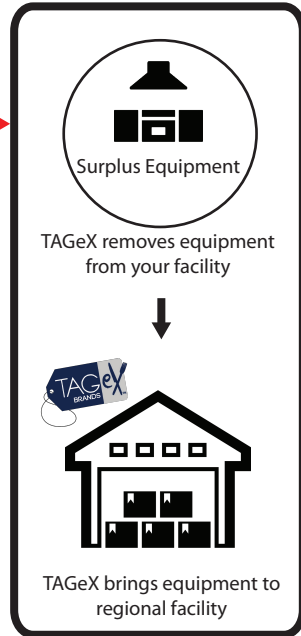 Surplus Equipment
TAGeX removes equipment
from your facility
TAGeX
BRANDS
TAGeX brings equipment to
regional facility